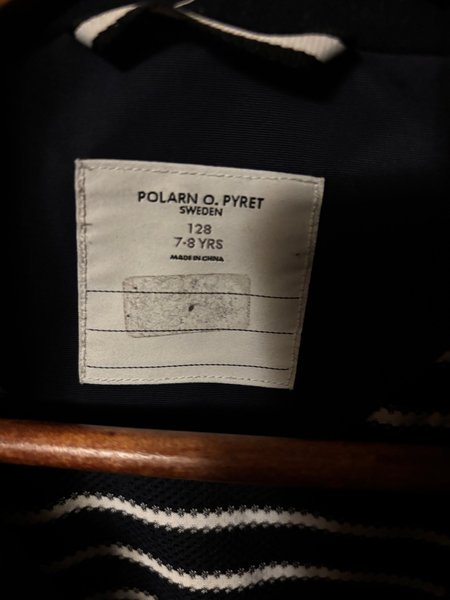 POLARN O. PYRET
SWEDEN
128
7-8 YRS
MADE IN CHINA